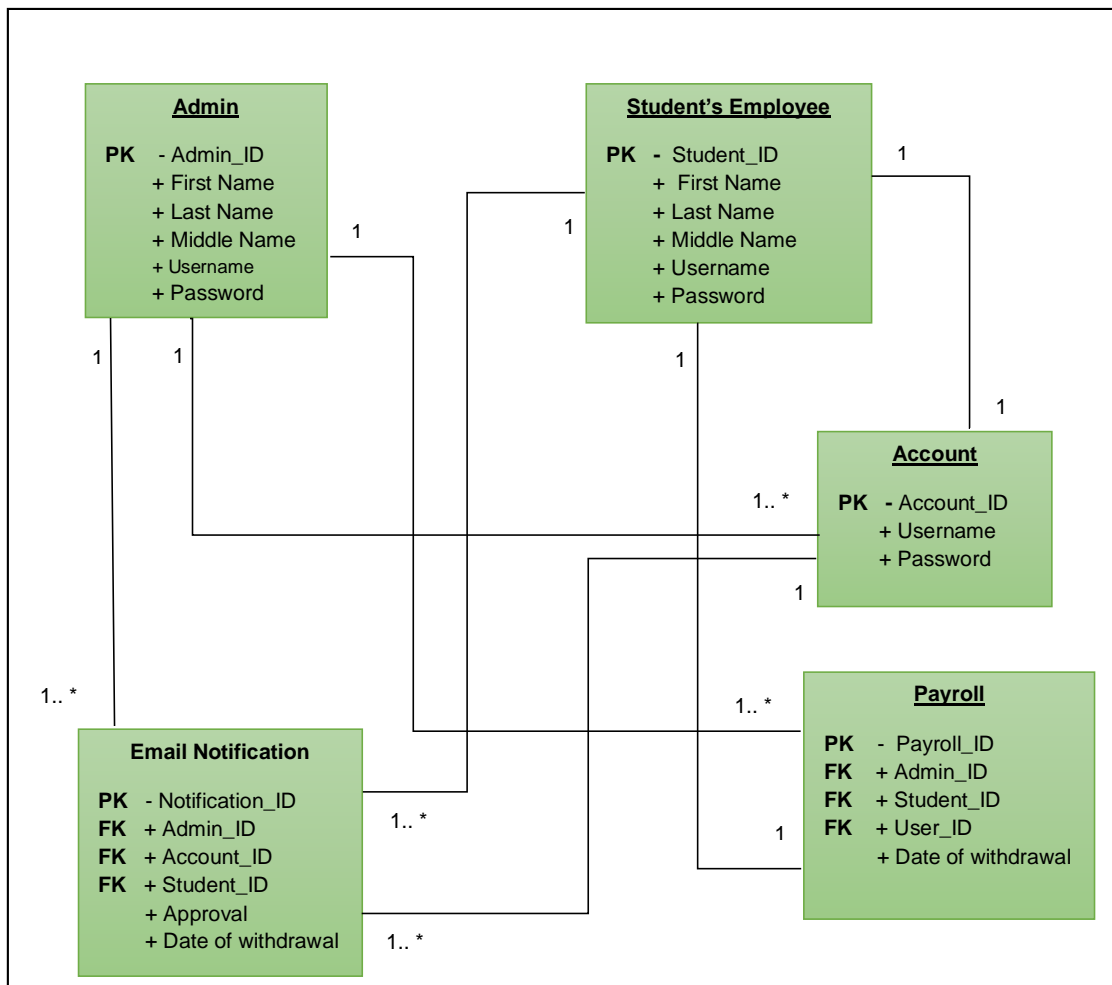 Admin
PK - Admin_ID
+ First Name
+ Last Name
+ Middle Name
+ Username
+ Password
Student’s Employee
PK - Student_ID
+ First Name
+ Last Name
+ Middle Name
+ Username
+ Password
1
1
1
1
1
1
1
Account
PK - Account_ID
+ Username
+ Password
1.. *
1
1.. *
Email Notification
PK - Notification_ID
FK + Admin_ID
FK + Account_ID
FK + Student_ID
+ Approval
+ Date of withdrawal
1.. *
1.. *
1.. *
1
Payroll
PK - Payroll_ID
FK + Admin_ID
FK + Student_ID
FK + User_ID
+ Date of withdrawal